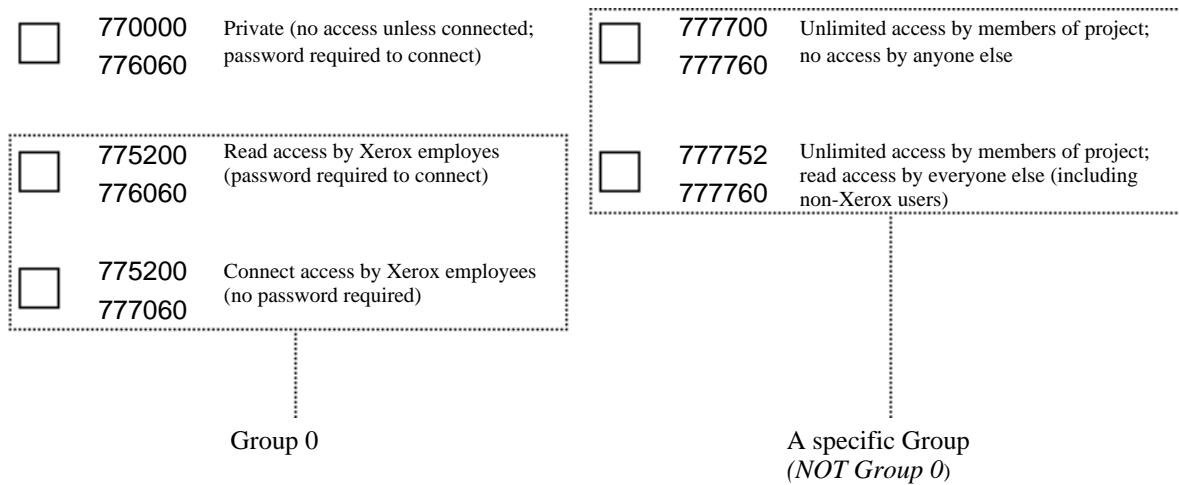 770000 Private (no access unless connected;
776060 password required to connect)
775200 Read access by Xerox employes
776060 (password required to connect)
775200 Connect access by Xerox employees
777060 (no password required)
Group 0
777700 Unlimited access by members of project;
777760 no access by anyone else
777752 Unlimited access by members of project;
777760 read access by everyone else (including
non-Xerox users)
A specific Group
(NOT Group 0)